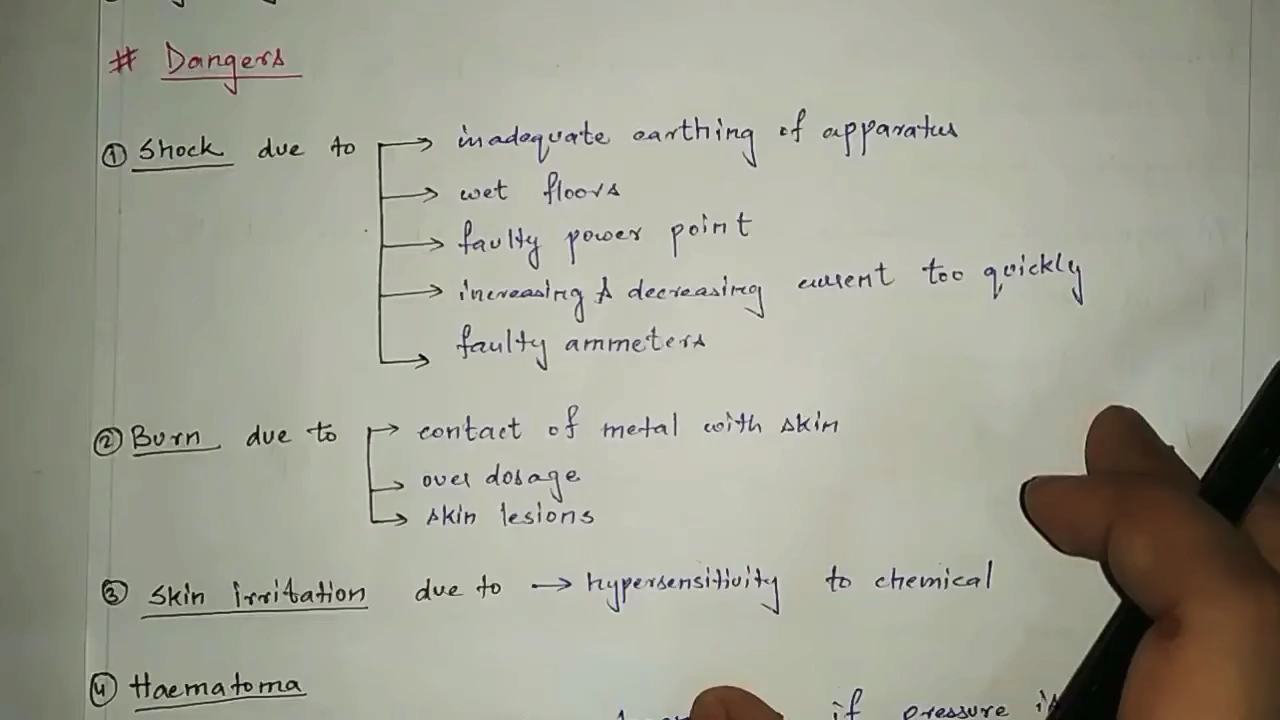 # Dangers
① Shock due to → inadequate earthing of apparatus
→ wet floors
→ faulty power point
→ increasing & decreasing current too quickly
→ faulty ammeters
② Burn due to → contact of metal with skin
→ over dosage
→ skin lesions
③ Skin irritation due to → hypersensitivity to chemical
④ Haematoma
if pressure is